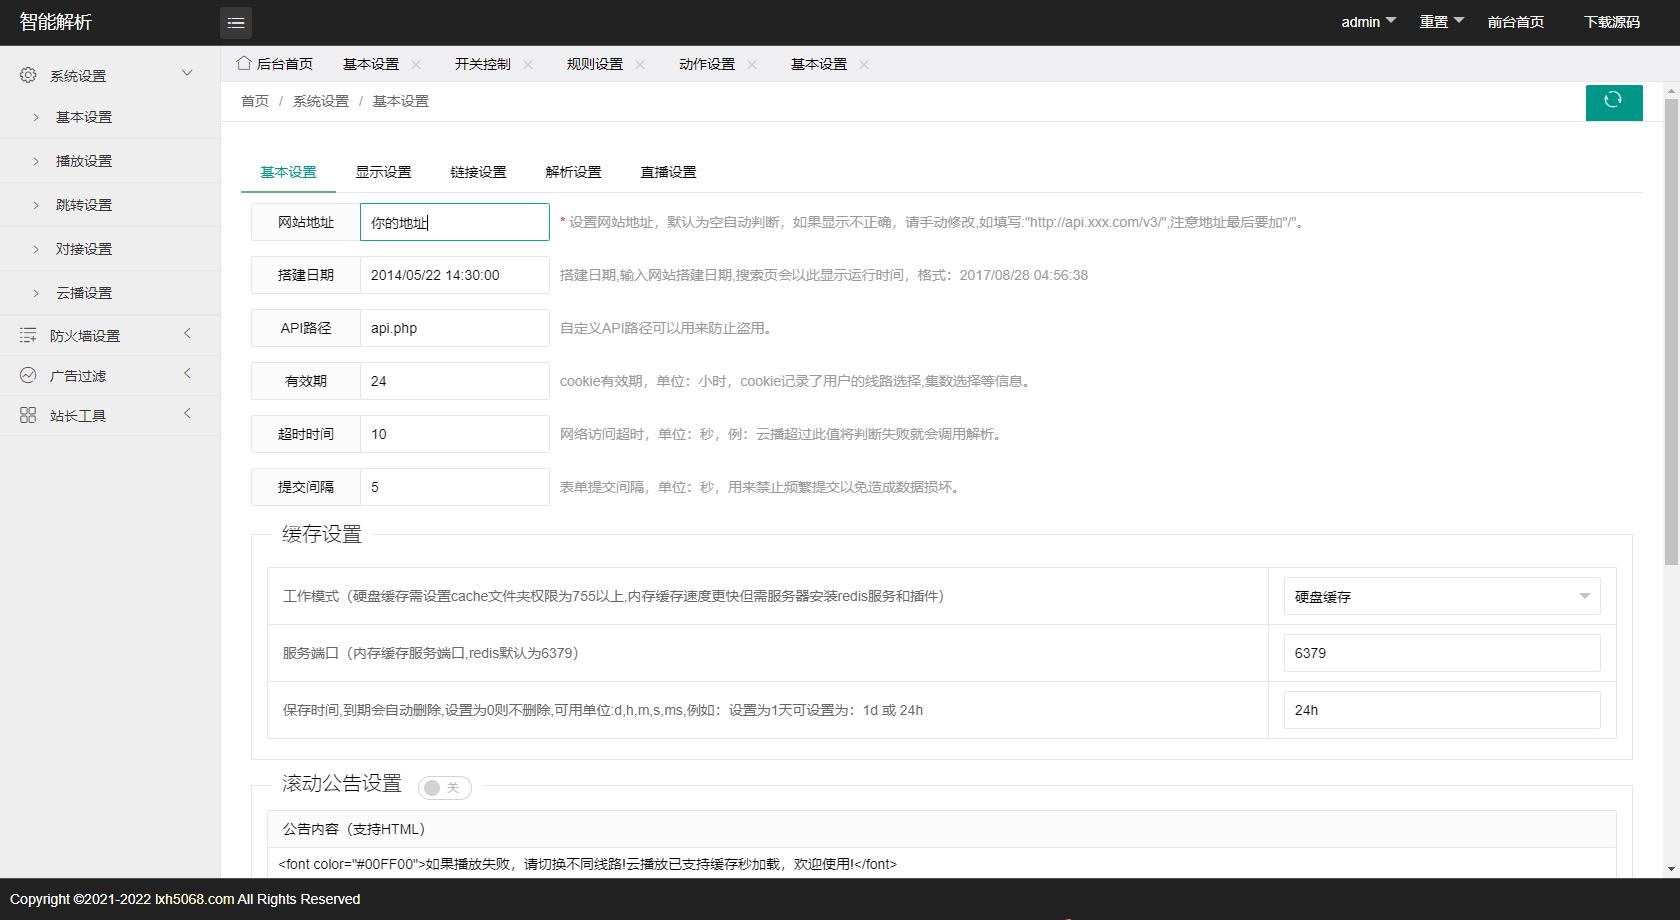 智能解析
admin 重置 前台首页 下载源码
系统设置
基本设置
播放设置
跳转设置
对接设置
云播设置
防火墙设置
广告过滤
站长工具
后台首页 基本设置 开关控制 规则设置 动作设置 基本设置
首页 / 系统设置 / 基本设置
基本设置 显示设置 链接设置 解析设置 直播设置
网站地址 你的地址 * 设置网站地址，默认为空自动判断，如果显示不正确，请手动修改,如填写:"http://api.xxx.com/v3/",注意地址最后要加"/"。
搭建日期 2014/05/22 14:30:00 搭建日期,输入网站搭建日期,搜索页会以此显示运行时间，格式：2017/08/28 04:56:38
API路径 api.php 自定义API路径可以用来防止盗用。
有效期 24 cookie有效期，单位：小时，cookie记录了用户的线路选择,集数选择等信息。
超时时间 10 网络访问超时，单位：秒，例：云播超过此值将判断失败就会调用解析。
提交间隔 5 表单提交间隔，单位：秒，用来禁止频繁提交以免造成数据损坏。
缓存设置
工作模式（硬盘缓存需设置cache文件夹权限为755以上,内存缓存速度更快但需服务器安装redis服务和插件） 硬盘缓存
服务端口（内存缓存服务端口,redis默认为6379） 6379
保存时间,到期会自动删除,设置为0则不删除,可用单位:d,h,m,s,ms,例如：设置为1天可设置为：1d 或 24h 24h
滚动公告设置 关
公告内容（支持HTML）
<font color="#00FF00">如果播放失败，请切换不同线路!云播放已支持缓存秒加载，欢迎使用!</font>
Copyright ©2021-2022 lxh5068.com All Rights Reserved